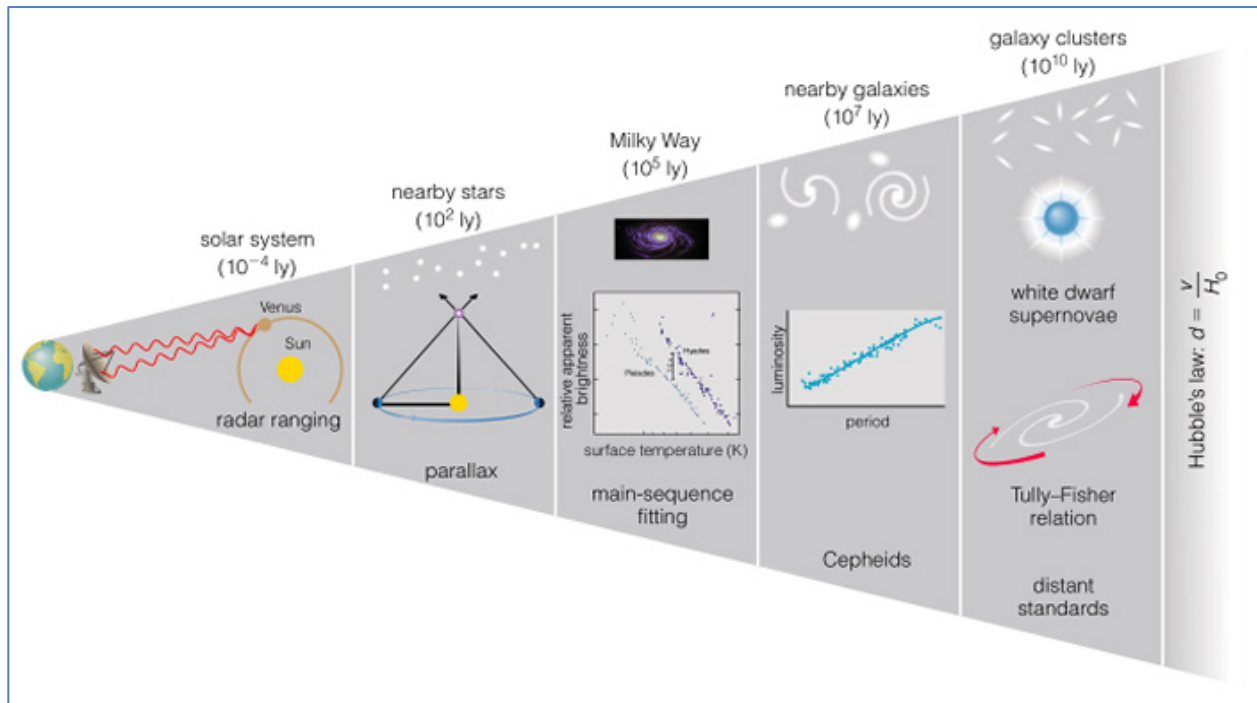 solar system
(10⁻⁴ ly)
Venus
Sun
radar ranging
nearby stars
(10² ly)
parallax
Milky Way
(10⁵ ly)
relative apparent
brightness
Hyades
Pleiades
surface temperature (K)
main-sequence
fitting
nearby galaxies
(10⁷ ly)
luminosity
period
Cepheids
galaxy clusters
(10¹⁰ ly)
white dwarf
supernovae
Tully–Fisher
relation
distant
standards
Hubble's law: d = v/H₀